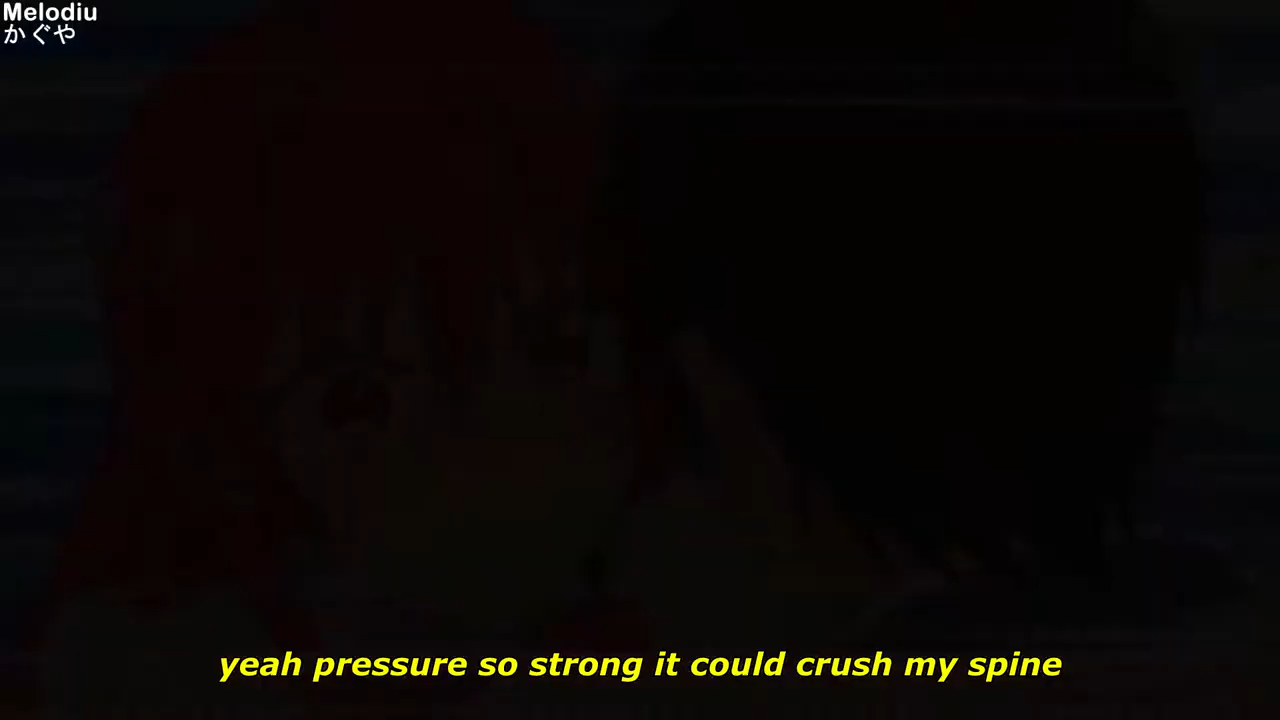 Melodiu
かぐや
yeah pressure so strong it could crush my spine